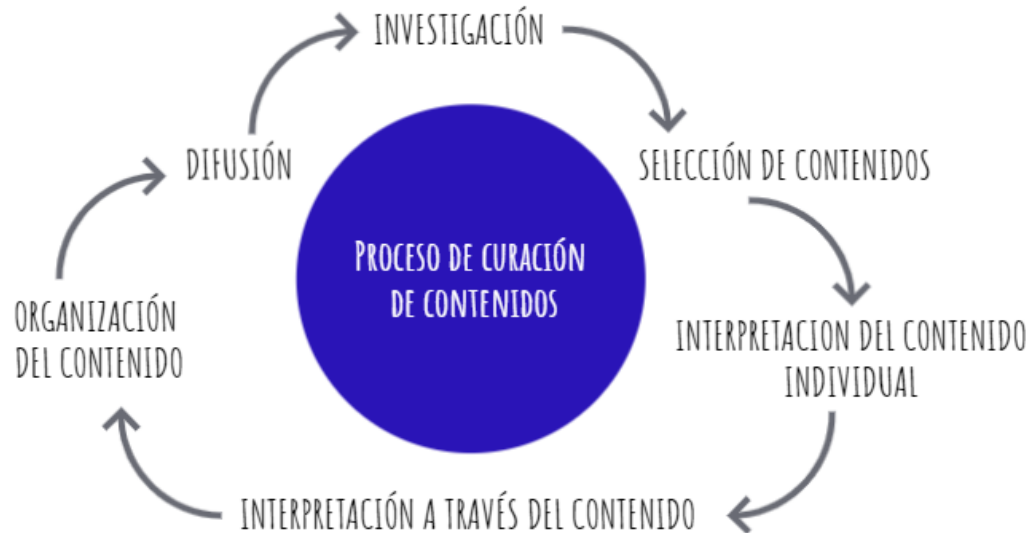 INVESTIGACIÓN
SELECCIÓN DE CONTENIDOS
INTERPRETACION DEL CONTENIDO
INDIVIDUAL
INTERPRETACIÓN A TRAVÉS DEL CONTENIDO
ORGANIZACIÓN
DEL CONTENIDO
DIFUSIÓN
PROCESO DE CURACIÓN
DE CONTENIDOS